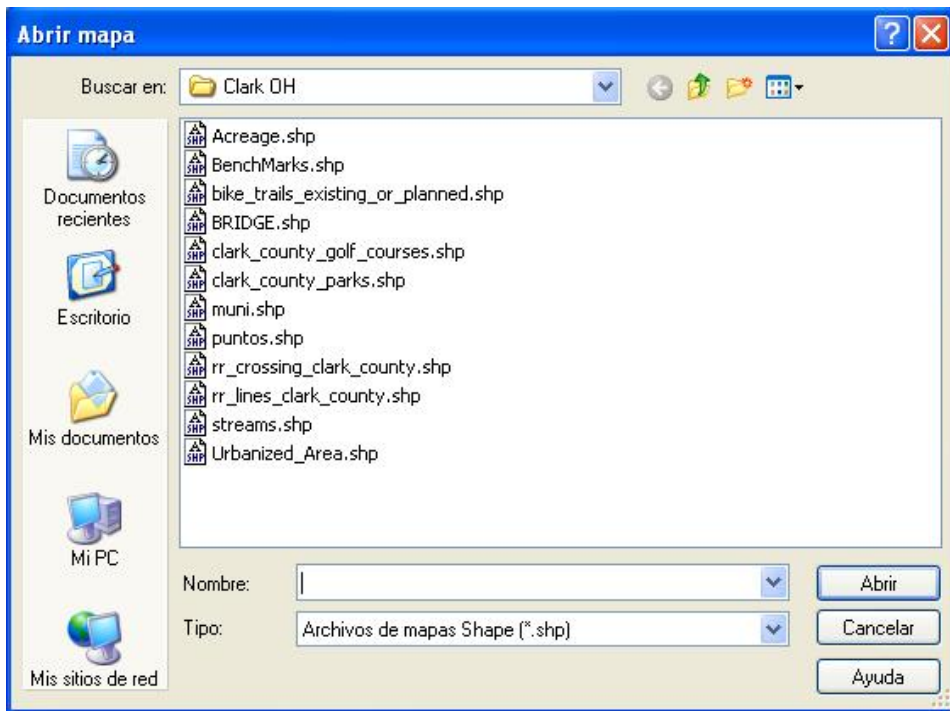 Abrir mapa
Buscar en: Clark OH
Documentos
recientes
Escritorio
Mis documentos
Mi PC
Mis sitios de red
Acreage.shp
BenchMarks.shp
bike_trails_existing_or_planned.shp
BRIDGE.shp
clark_county_golf_courses.shp
clark_county_parks.shp
muni.shp
puntos.shp
rr_crossing_clark_county.shp
rr_lines_clark_county.shp
streams.shp
Urbanized_Area.shp
Nombre:
Abrir
Tipo: Archivos de mapas Shape (*.shp)
Cancelar
Ayuda